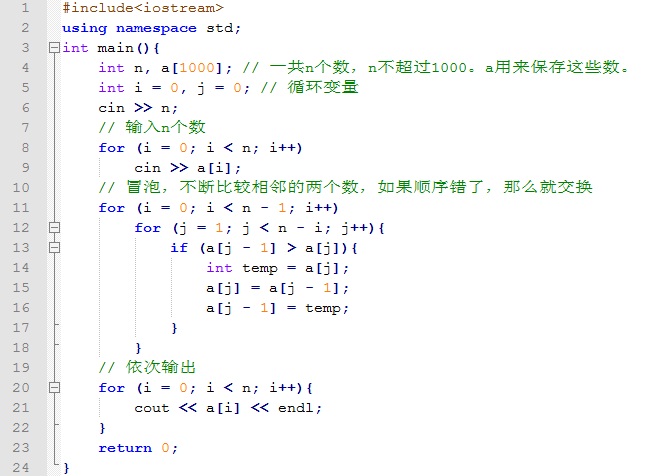 1 #include<iostream>
2 using namespace std;
3 int main(){
4     int n, a[1000]; // 一共n个数，n不超过1000。a用来保存这些数。
5     int i = 0, j = 0; // 循环变量
6     cin >> n;
7     // 输入n个数
8     for (i = 0; i < n; i++)
9         cin >> a[i];
10     // 冒泡，不断比较相邻的两个数，如果顺序错了，那么就交换
11     for (i = 0; i < n - 1; i++)
12         for (j = 1; j < n - i; j++){
13             if (a[j - 1] > a[j]){
14                 int temp = a[j];
15                 a[j] = a[j - 1];
16                 a[j - 1] = temp;
17             }
18         }
19     // 依次输出
20     for (i = 0; i < n; i++){
21         cout << a[i] << endl;
22     }
23     return 0;
24 }